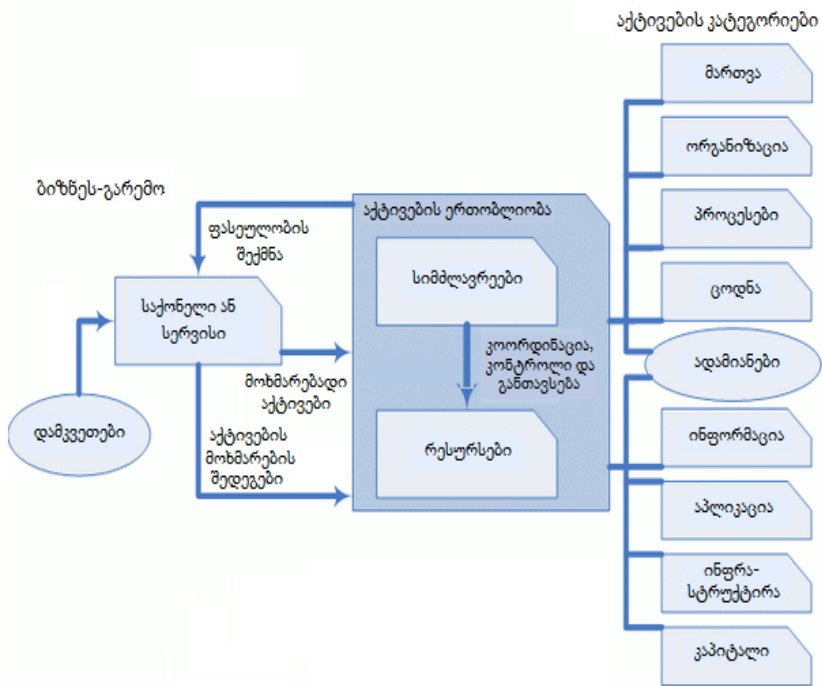 აქტივების კატეგორიები
მართვა
ორგანიზაცია
ბიზნეს-გარემო
აქტივების ერთობლიობა
პროცესები
ფასეულობის
შექმნა
სიმძლავრეები
ცოდნა
საქონელი ან
სერვისი
კოორდინაცია,
კონტროლი და
განთავსება
ადამიანები
მოხმარებადი
აქტივები
დამკვეთები
აქტივების
მოხმარების
შედეგები
რესურსები
ინფორმაცია
აპლიკაცია
ინფრა-
სტრუქტირა
კაპიტალი